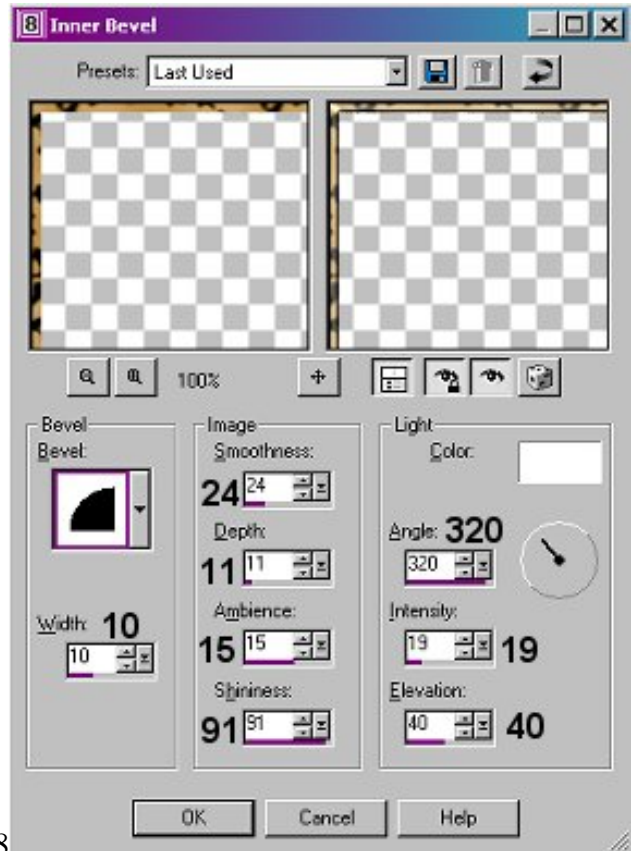 8 Inner Bevel
Presets: Last Used
100%
Bevel
Bevel:
Width: 10
10
Image
Smoothness:
24 24
Depth:
11 11
Ambience:
15 15
Shininess:
91 91
Light
Color:
Angle: 320
320
Intensity:
19 19
Elevation:
40 40
OK Cancel Help
8